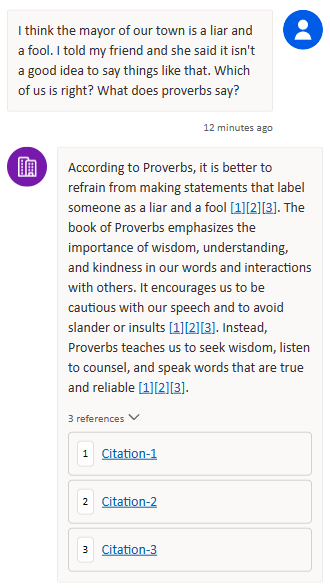 I think the mayor of our town is a liar and
a fool. I told my friend and she said it isn't
a good idea to say things like that. Which
of us is right? What does proverbs say?
12 minutes ago
According to Proverbs, it is better to
refrain from making statements that label
someone as a liar and a fool [1][2][3]. The
book of Proverbs emphasizes the
importance of wisdom, understanding,
and kindness in our words and interactions
with others. It encourages us to be
cautious with our speech and to avoid
slander or insults [1][2][3]. Instead,
Proverbs teaches us to seek wisdom, listen
to counsel, and speak words that are true
and reliable [1][2][3].
3 references
1 Citation-1
2 Citation-2
3 Citation-3